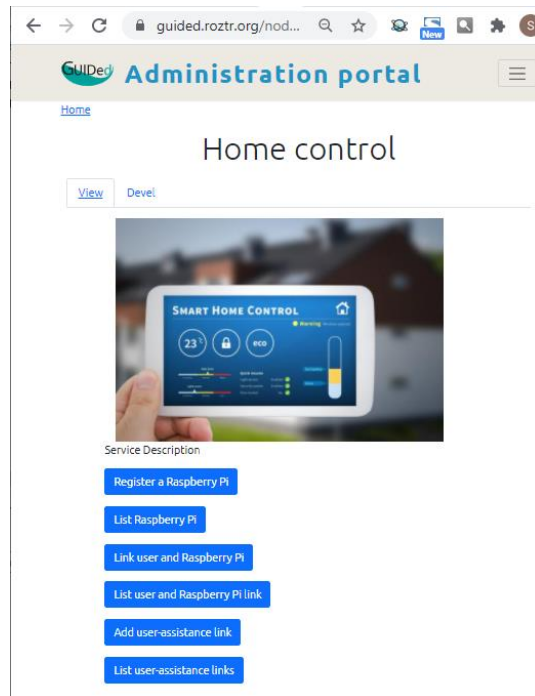 guided.roztr.org/nod...
New
S
GUIDed Administration portal
Home
Home control
View Devel
SMART HOME CONTROL
Warning
23°
eco
Service Description
Register a Raspberry Pi
List Raspberry Pi
Link user and Raspberry Pi
List user and Raspberry Pi link
Add user-assistance link
List user-assistance links